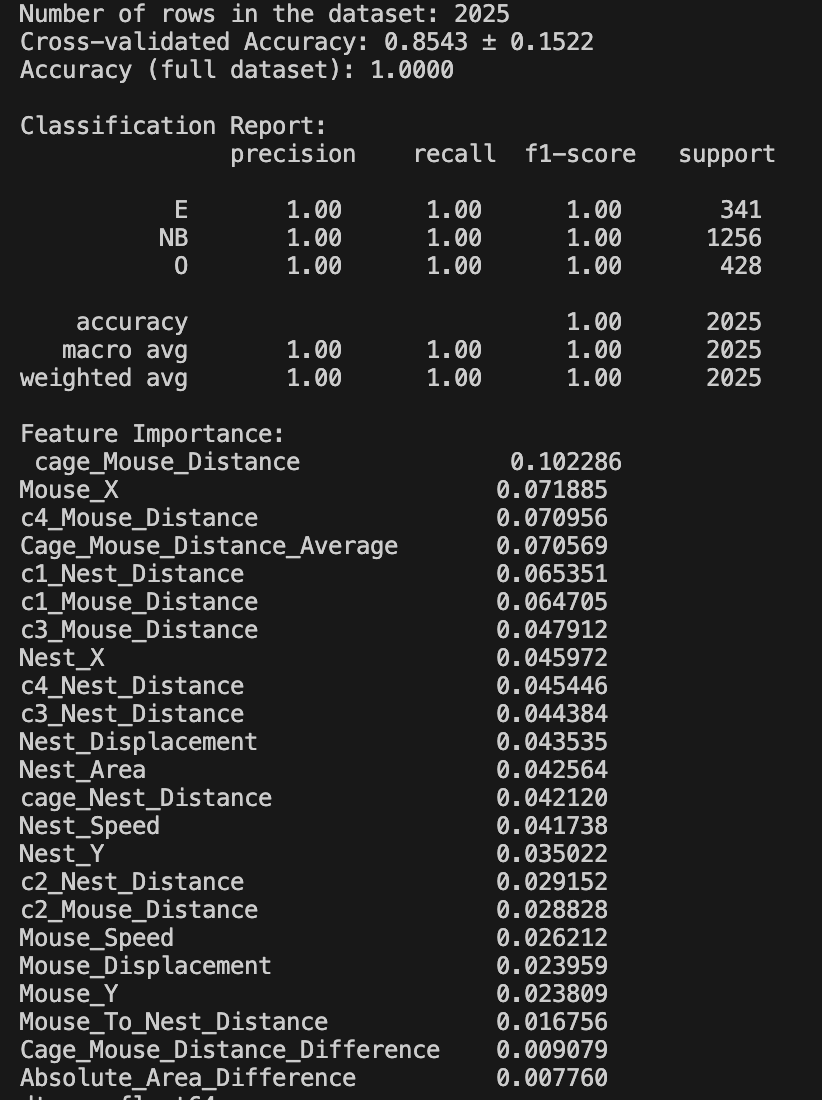 Number of rows in the dataset: 2025
Cross-validated Accuracy: 0.8543 ± 0.1522
Accuracy (full dataset): 1.0000
Classification Report:
precision recall f1-score support
E 1.00 1.00 1.00 341
NB 1.00 1.00 1.00 1256
O 1.00 1.00 1.00 428
accuracy 1.00 2025
macro avg 1.00 1.00 1.00 2025
weighted avg 1.00 1.00 1.00 2025
Feature Importance:
cage_Mouse_Distance 0.102286
Mouse_X 0.071885
c4_Mouse_Distance 0.070956
Cage_Mouse_Distance_Average 0.070569
c1_Nest_Distance 0.065351
c1_Mouse_Distance 0.064705
c3_Mouse_Distance 0.047912
Nest_X 0.045972
c4_Nest_Distance 0.045446
c3_Nest_Distance 0.044384
Nest_Displacement 0.043535
Nest_Area 0.042564
cage_Nest_Distance 0.042120
Nest_Speed 0.041738
Nest_Y 0.035022
c2_Nest_Distance 0.029152
c2_Mouse_Distance 0.028828
Mouse_Speed 0.026212
Mouse_Displacement 0.023959
Mouse_Y 0.023809
Mouse_To_Nest_Distance 0.016756
Cage_Mouse_Distance_Difference 0.009079
Absolute_Area_Difference 0.007760